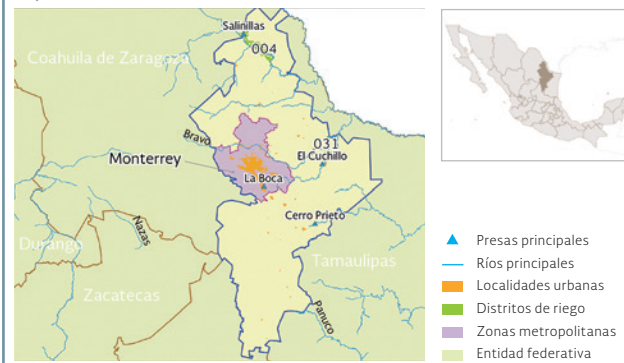 Salinillas
004
Coahuila de Zaragoza
Bravo
031
Monterrey
El Cuchillo
La Boca
Cerro Prieto
Nazas
Durango
Tamaulipas
Zacatecas
Panuco
Presas principales
Ríos principales
Localidades urbanas
Distritos de riego
Zonas metropolitanas
Entidad federativa